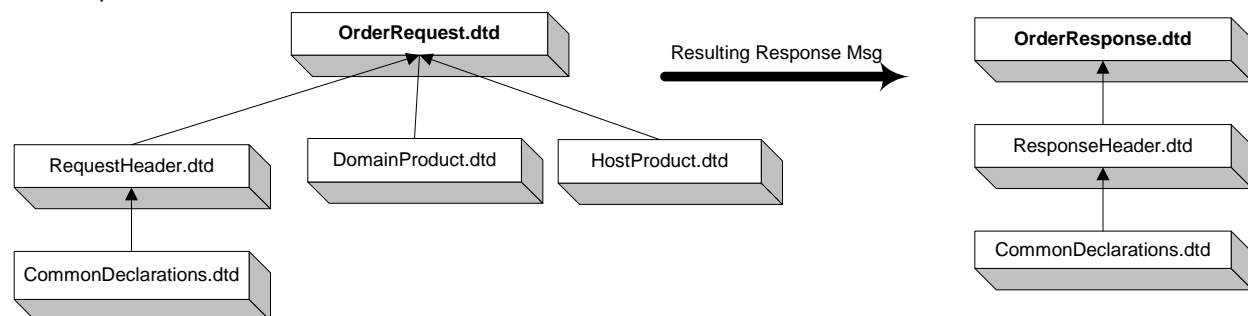 OrderRequest.dtd
Resulting Response Msg
OrderResponse.dtd
RequestHeader.dtd
DomainProduct.dtd
HostProduct.dtd
ResponseHeader.dtd
CommonDeclarations.dtd
CommonDeclarations.dtd